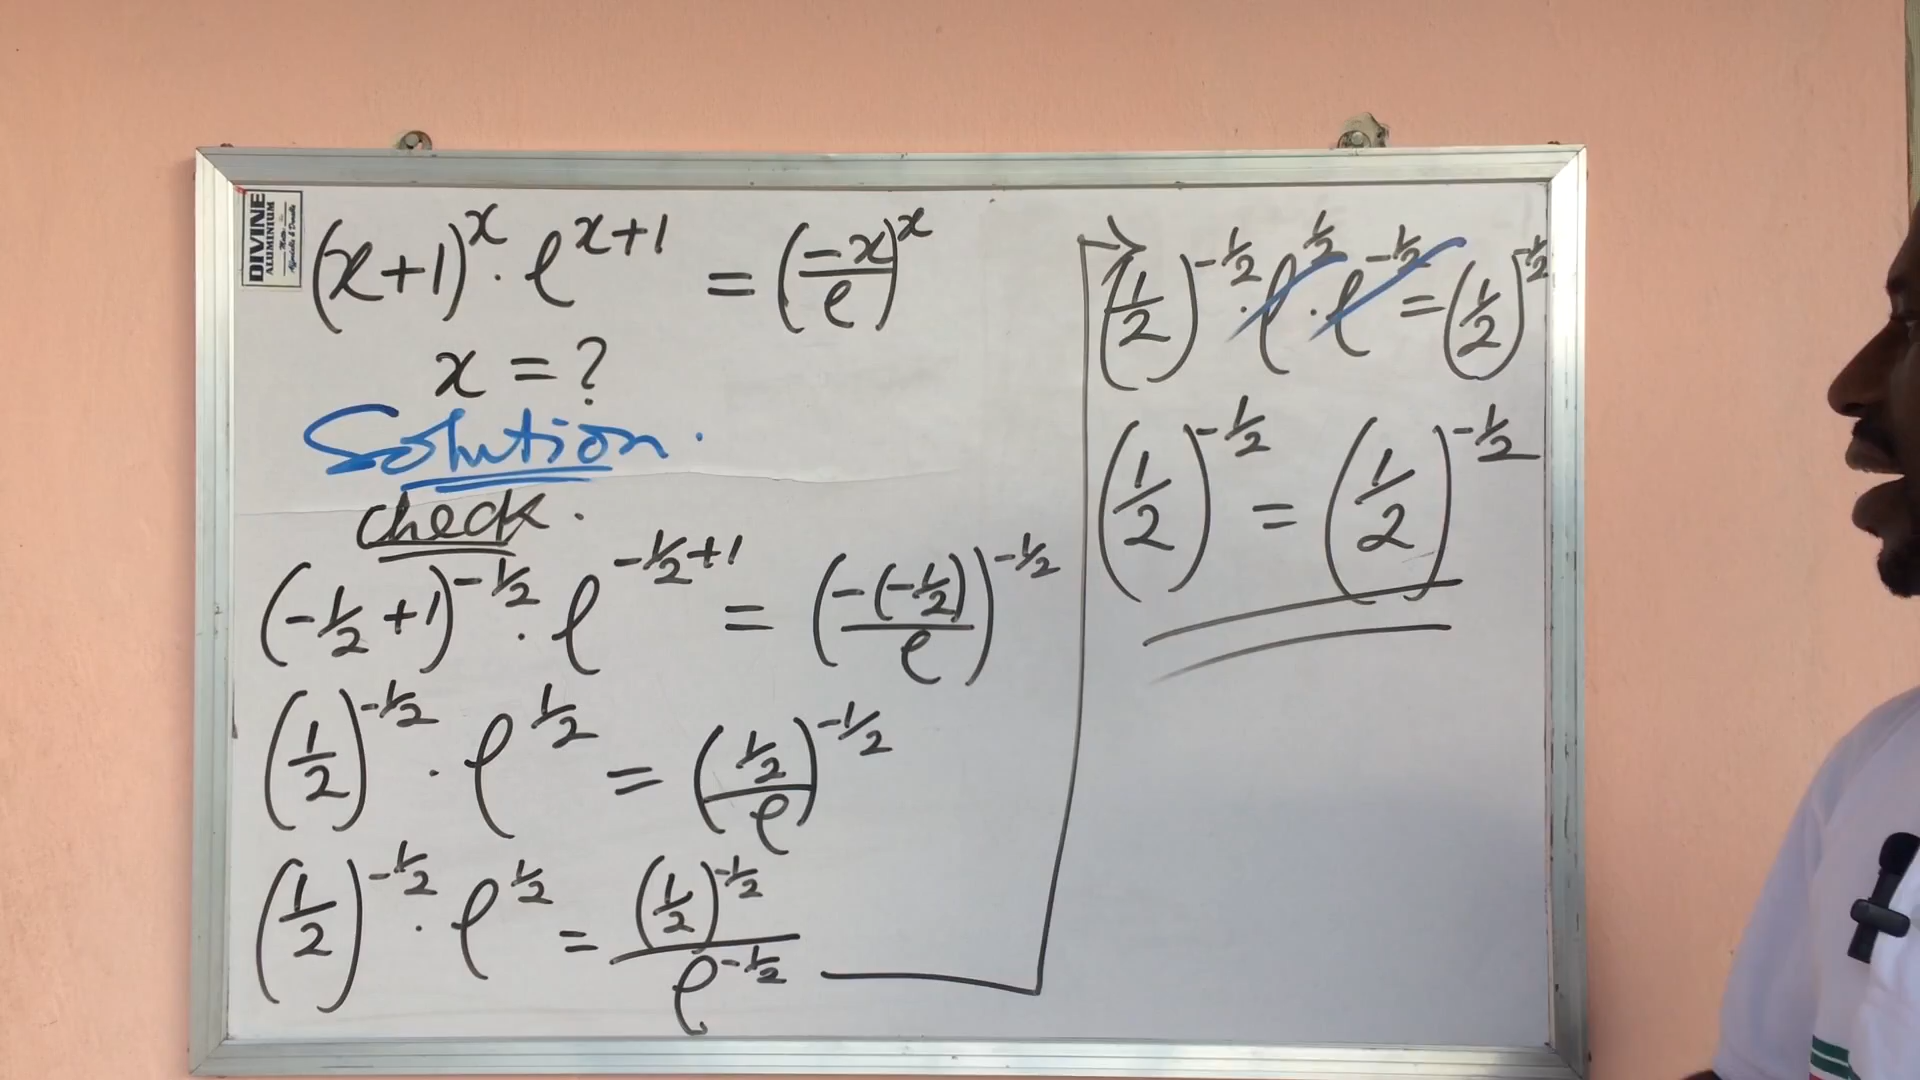 DIVINE
ALUMINIUM
(x+1)^x · e^{x+1} = (-x/e)^x
x = ?
Solution.
check.
(-1/2+1)^{-1/2} · e^{-1/2+1} = (-(-1/2)/e)^{-1/2}
(1/2)^{-1/2} · e^{1/2} = (1/2/e)^{-1/2}
(1/2)^{-1/2} · e^{1/2} = (1/2)^{-1/2}/e^{-1/2}
(1/2)^{-1/2} · e^{1/2} · e^{-1/2} = (1/2)^{-1/2}
(1/2)^{-1/2} = (1/2)^{-1/2}